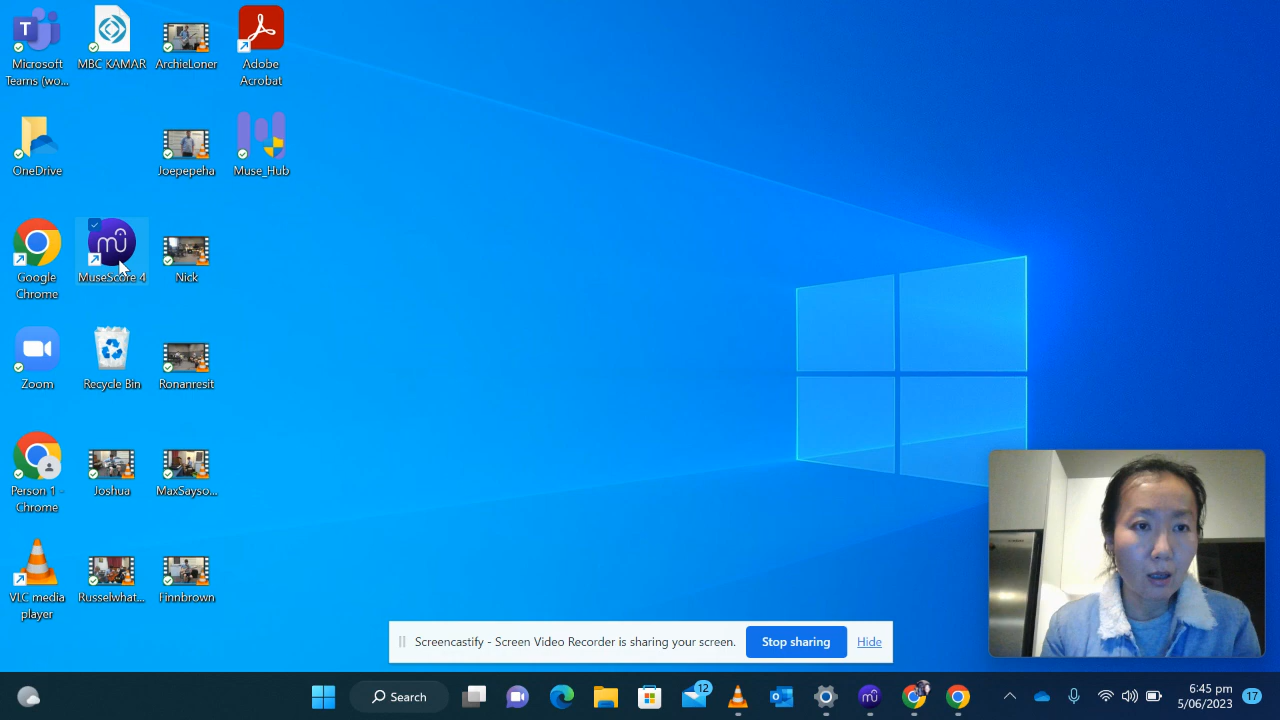 Microsoft
Teams (wo...
MBC KAMAR
ArchieLoner
Adobe
Acrobat
OneDrive
Joepepeha
Muse_Hub
Google
Chrome
MuseScore 4
Nick
Zoom
Recycle Bin
Ronanresit
Person 1 -
Chrome
Joshua
MaxSayso...
VLC media
player
Russelwhat...
Finnbrown
Screencastify - Screen Video Recorder is sharing your screen.
Stop sharing
Hide
Search
12
6:45 pm
5/06/2023
17